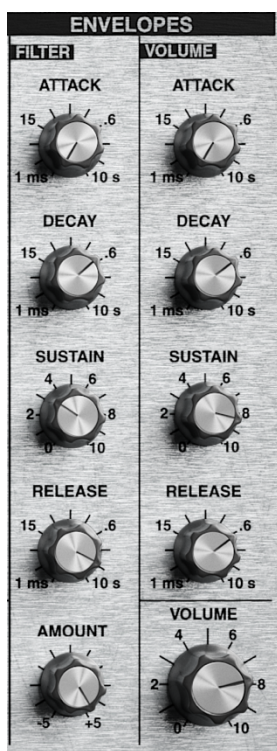 ENVELOPES
FILTER VOLUME
ATTACK ATTACK
15 .6 15 .6
1 ms 10 s 1 ms 10 s
DECAY DECAY
15 .6 15 .6
1 ms 10 s 1 ms 10 s
SUSTAIN SUSTAIN
4 6 4 6
2 8 2 8
0 10 0 10
RELEASE RELEASE
15 .6 15 .6
1 ms 10 s 1 ms 10 s
AMOUNT VOLUME
4 6
2 8
-5 +5 0 10